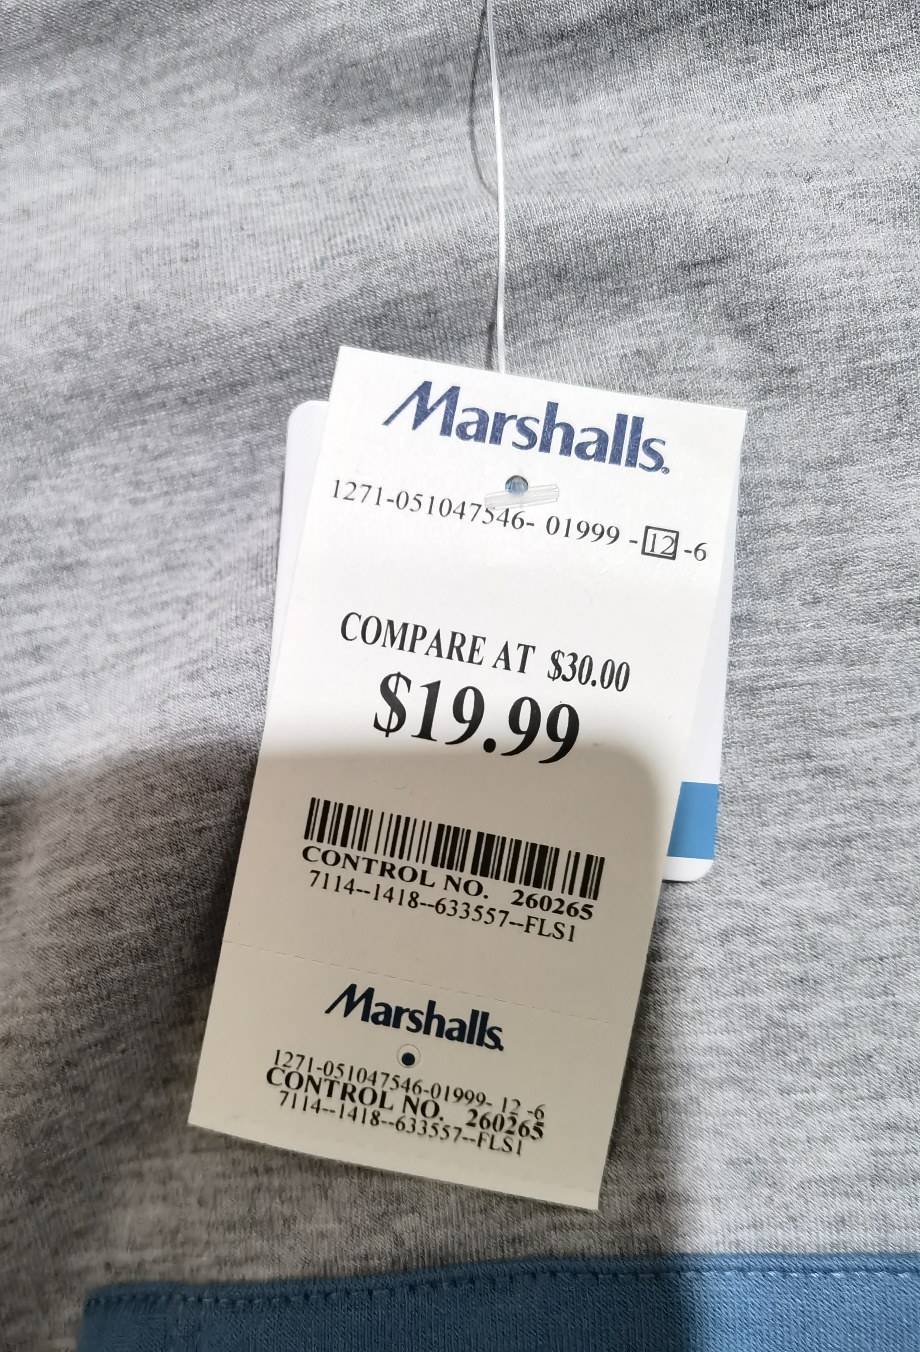 Marshalls.
1271-051047546- 01999 -12 -6
COMPARE AT $30.00
$19.99
CONTROL NO. 260265
7114--1418--633557--FLS1
Marshalls.
1271-051047546-01999- 12 -6
CONTROL NO. 260265
7114--1418--633557--FLS1